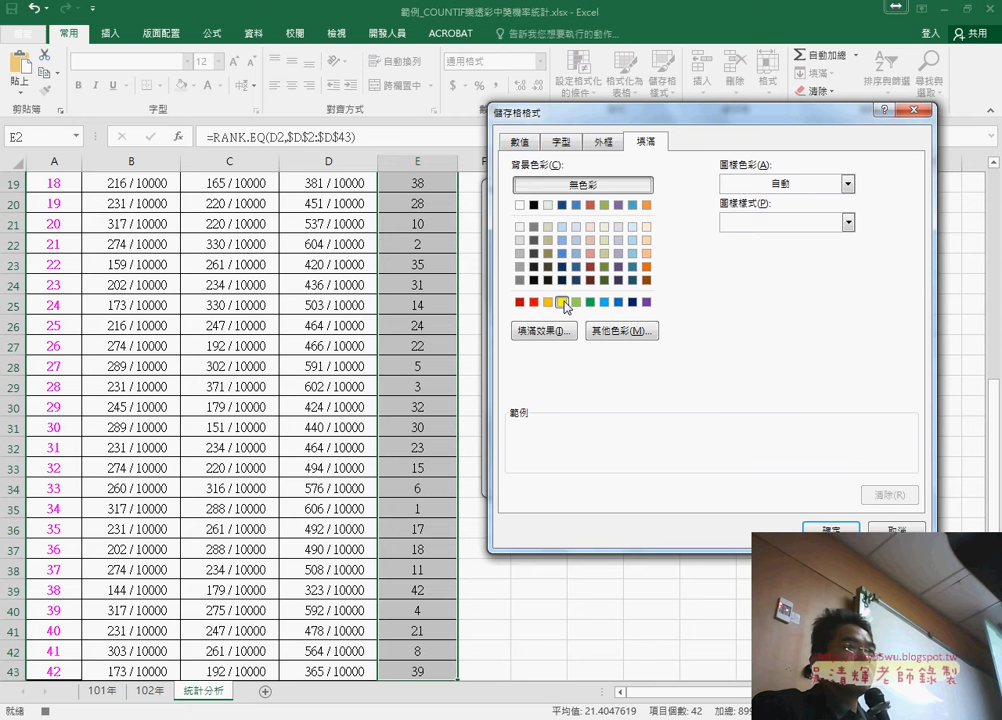 範例_COUNTIF樂透彩中獎機率統計.xlsx - Excel
常用 插入 版面配置 公式 資料 校閱 檢視 開發人員 ACROBAT 告訴我您想要執行的動作... 登入 共用
貼上 12 B I U A 中 自動換列 跨欄置中 通用格式 $ % , 設定格式化的條件 格式化為表格 儲存格樣式 插入 刪除 格式 自動加總 填滿 清除 排序與篩選 尋找與選取
剪貼簿 字型 對齊方式
E2 fx =RANK.EQ(D2,$D$2:$D$43)
A B C D E
19 18 216 / 10000 165 / 10000 381 / 10000 38
20 19 231 / 10000 220 / 10000 451 / 10000 28
21 20 317 / 10000 220 / 10000 537 / 10000 10
22 21 274 / 10000 330 / 10000 604 / 10000 2
23 22 159 / 10000 261 / 10000 420 / 10000 35
24 23 202 / 10000 234 / 10000 436 / 10000 31
25 24 173 / 10000 330 / 10000 503 / 10000 14
26 25 216 / 10000 247 / 10000 464 / 10000 24
27 26 274 / 10000 192 / 10000 466 / 10000 22
28 27 289 / 10000 302 / 10000 591 / 10000 5
29 28 231 / 10000 371 / 10000 602 / 10000 3
30 29 245 / 10000 179 / 10000 424 / 10000 32
31 30 289 / 10000 151 / 10000 440 / 10000 30
32 31 231 / 10000 234 / 10000 464 / 10000 23
33 32 274 / 10000 220 / 10000 494 / 10000 15
34 33 260 / 10000 316 / 10000 576 / 10000 6
35 34 317 / 10000 288 / 10000 606 / 10000 1
36 35 231 / 10000 261 / 10000 492 / 10000 17
37 36 202 / 10000 288 / 10000 490 / 10000 18
38 37 274 / 10000 234 / 10000 508 / 10000 11
39 38 144 / 10000 179 / 10000 323 / 10000 42
40 39 317 / 10000 275 / 10000 592 / 10000 4
41 40 231 / 10000 247 / 10000 478 / 10000 21
42 41 303 / 10000 261 / 10000 564 / 10000 8
43 42 173 / 10000 192 / 10000 365 / 10000 39
儲存格格式
數值 字型 外框 填滿
背景色彩(C):
無色彩
圖樣色彩(A):
自動
圖樣樣式(P):
填滿效果(I)... 其他色彩(M)...
範例
清除(R)
確定 取消
吳清輝老師錄製
101年 102年 統計分析
平均值: 21.4047619 項目個數: 42 加總: 899